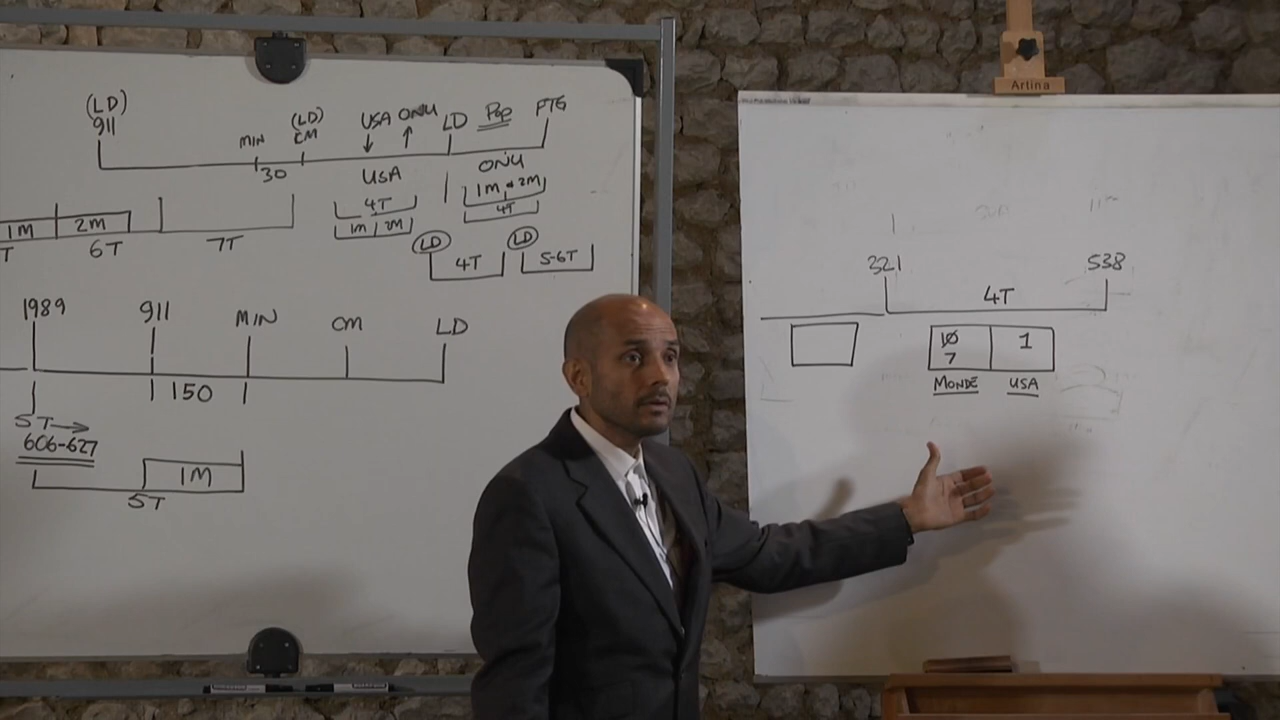 (LD)
911
MIN
(LD)
CM
USA
ONU
LD
Pop
FTG
30
USA
4T
1M 2M
ONU
1M 2M
4T
1M 2M
T 6T 7T
LD 4T
LD 5-6T
1989 911 MIN CM LD
150
5T
606-627
1M
5T
Artina
321 538
4T
10 1
7
MONDE USA